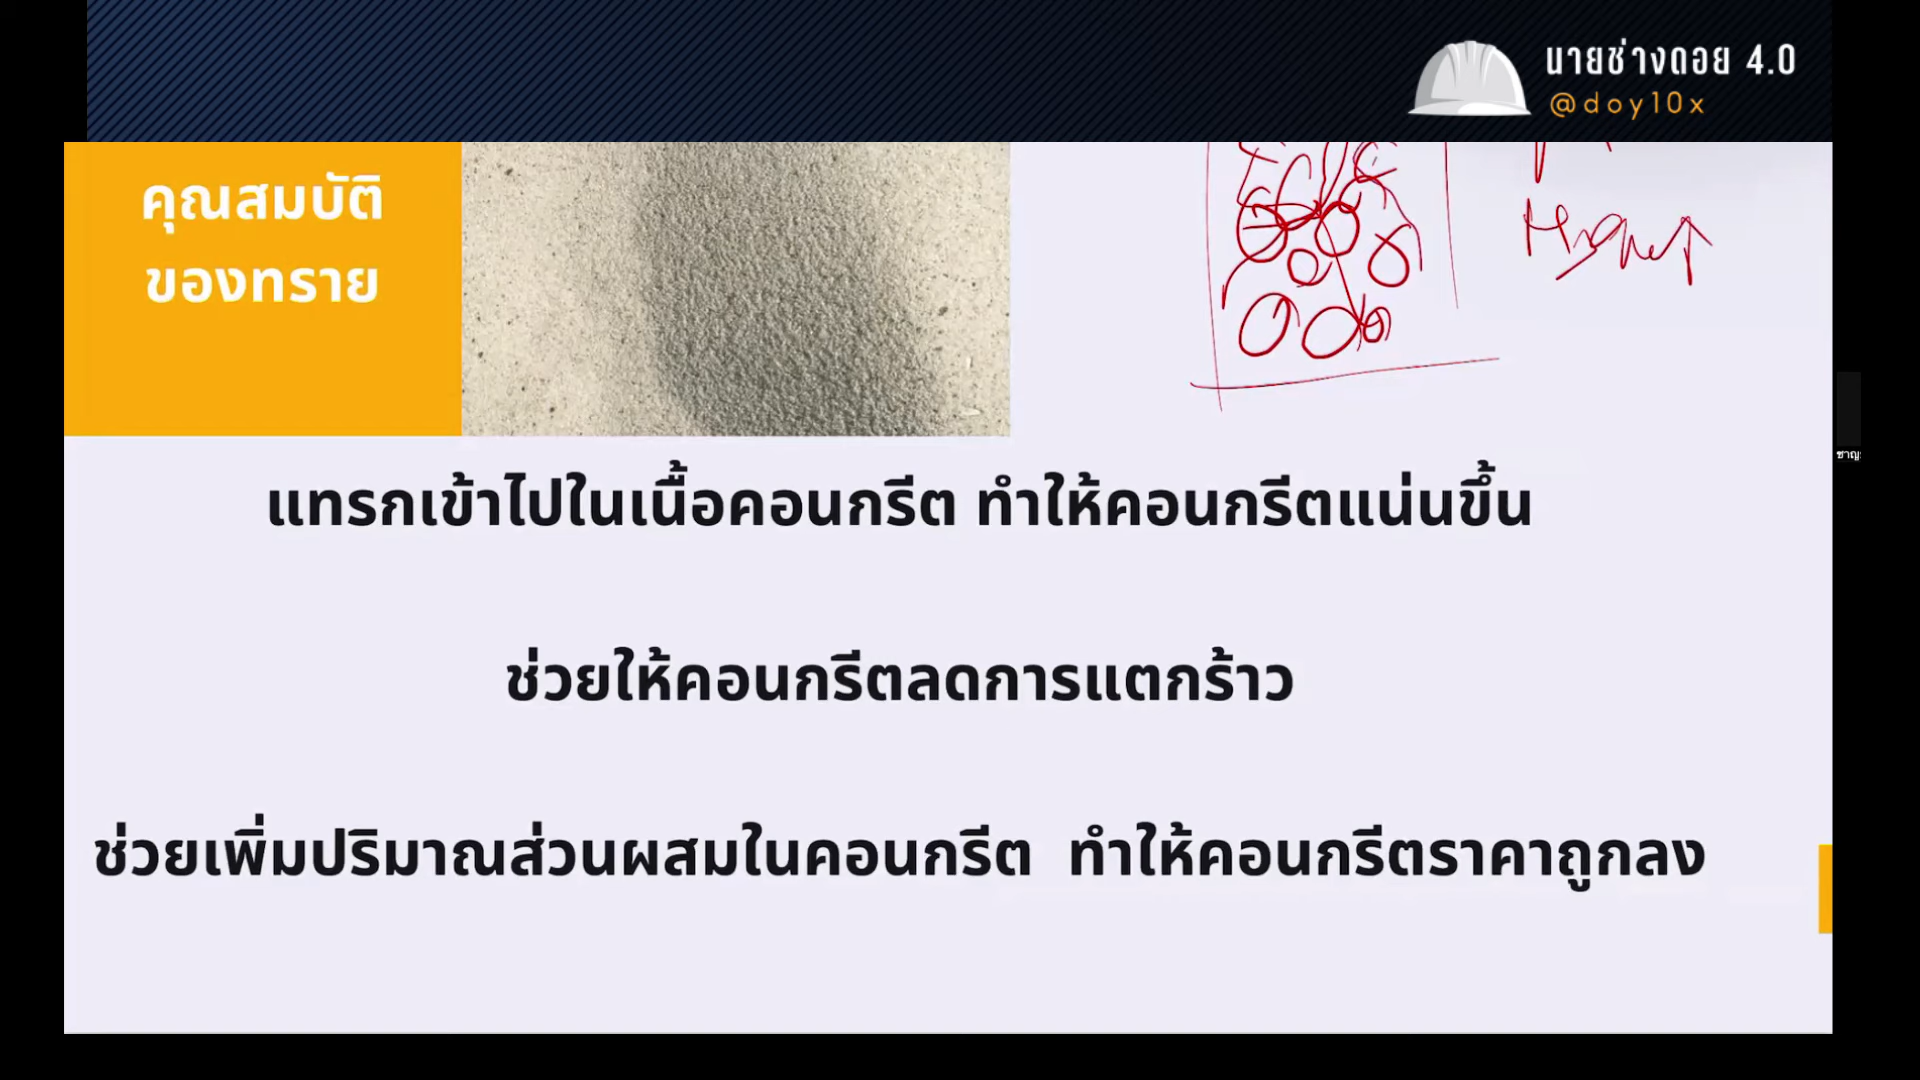 นายช่างดอย 4.0
@doy10x
คุณสมบัติ
ของทราย
แทรกเข้าไปในเนื้อคอนกรีต ทำให้คอนกรีตแน่นขึ้น
ช่วยให้คอนกรีตลดการแตกร้าว
ช่วยเพิ่มปริมาณส่วนผสมในคอนกรีต ทำให้คอนกรีตราคาถูกลง